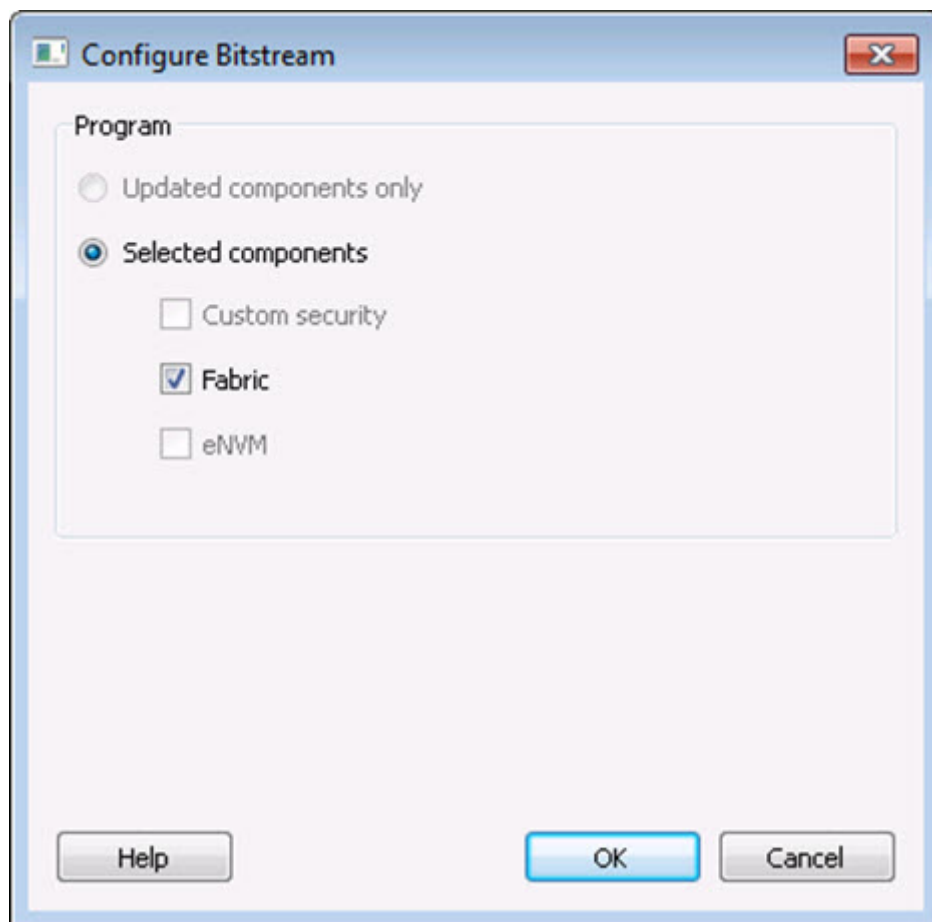 Configure Bitstream
Program
Updated components only
Selected components
Custom security
Fabric
eNVM
Help OK Cancel